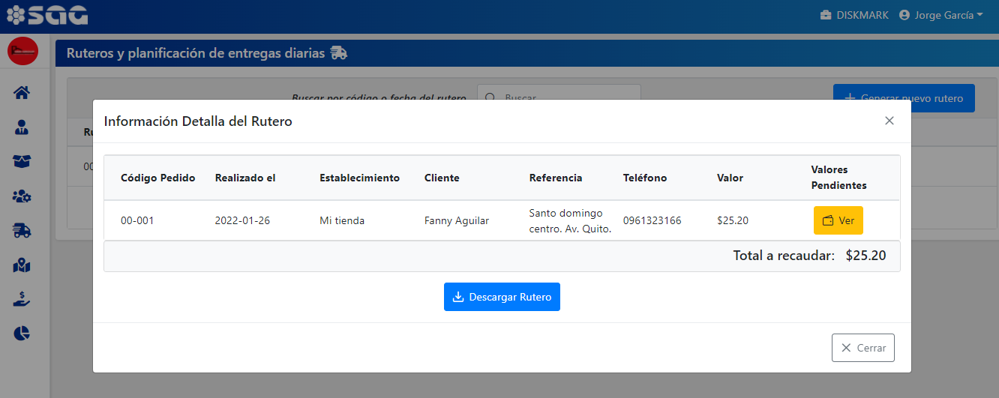 SAG
DISKMARK Jorge García
Ruteros y planificación de entregas diarias
Buscar por código o fecha del rutero Buscar
Generar nuevo rutero
Información Detalla del Rutero
Código Pedido Realizado el Establecimiento Cliente Referencia Teléfono Valor Valores
Pendientes
00-001 2022-01-26 Mi tienda Fanny Aguilar Santo domingo
centro. Av. Quito. 0961323166 $25.20 Ver
Total a recaudar: $25.20
Descargar Rutero
Cerrar